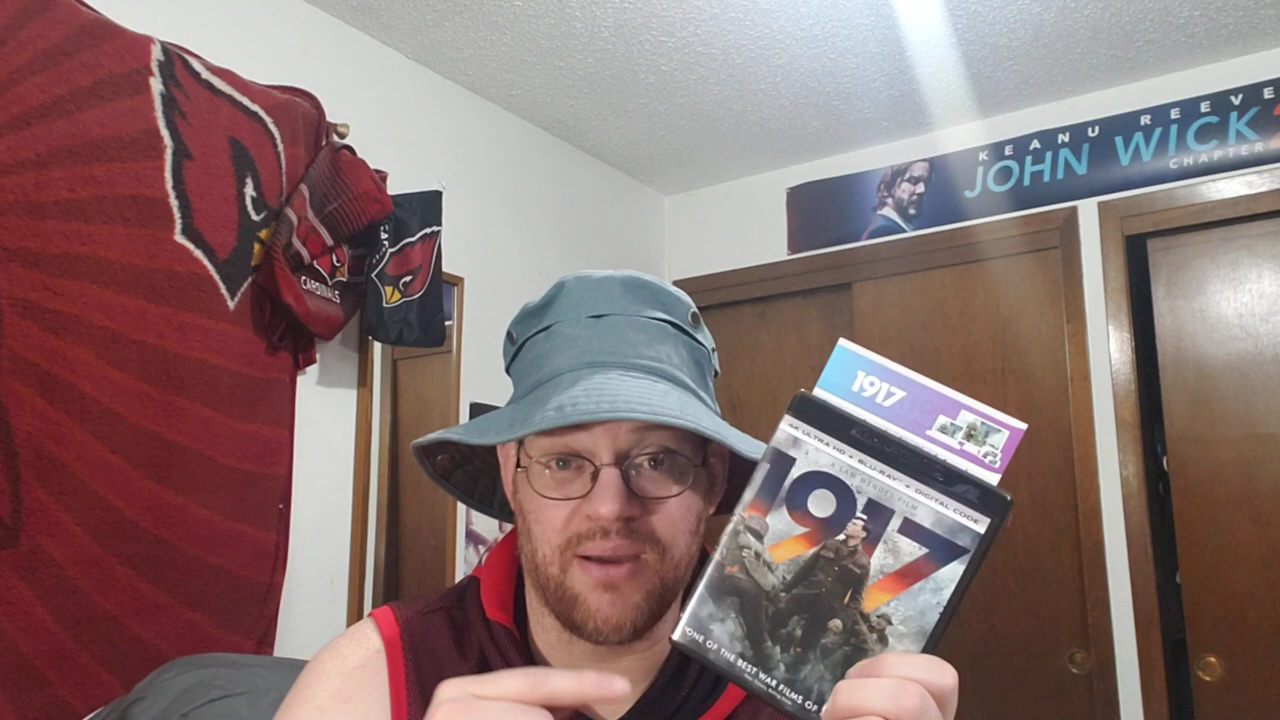 KEANU REEVE
JOHN WICK
CHAPTER
CARDINALS
1917
4K ULTRA HD + BLU-RAY + DIGITAL CODE
A SAM MENDES FILM
1917
"ONE OF THE BEST WAR FILMS OF